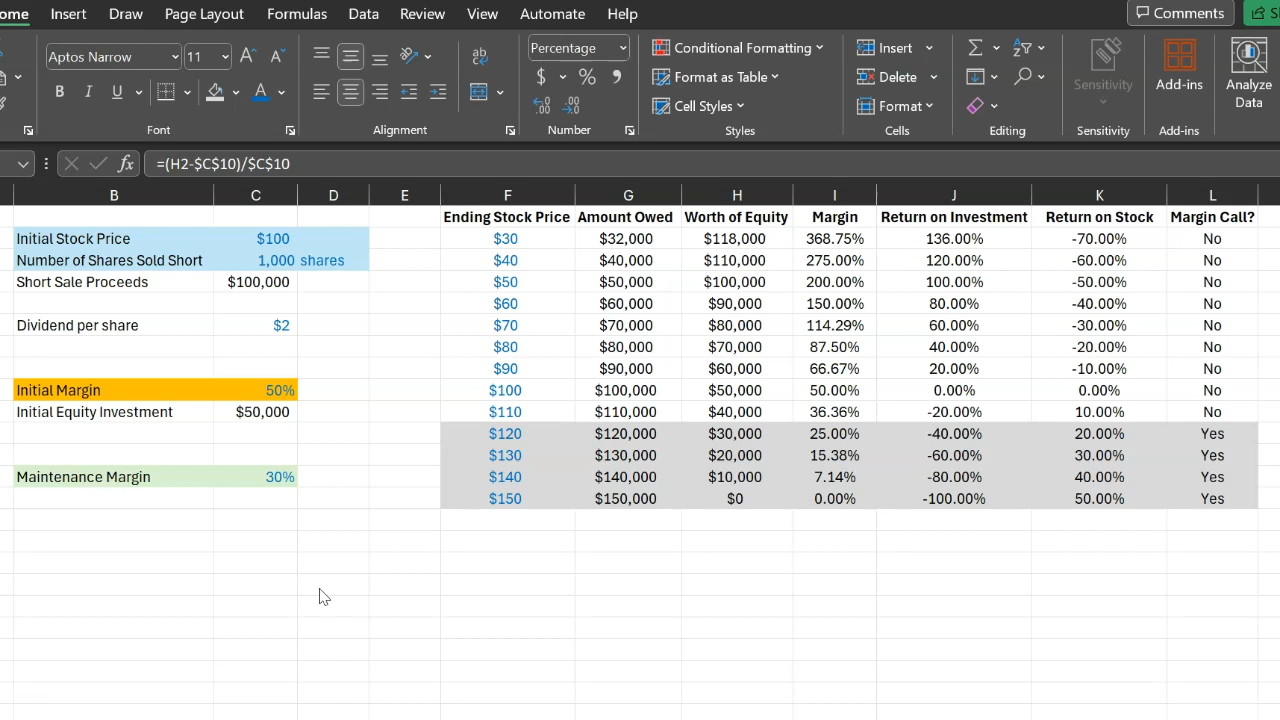 ome Insert Draw Page Layout Formulas Data Review View Automate Help Comments S
Aptos Narrow 11 A A Percentage Conditional Formatting Insert
B I U A $ % Format as Table Delete Sensitivity Add-ins Analyze Data
Cell Styles Format
Font Alignment Number Styles Cells Editing Sensitivity Add-ins
fx =(H2-$C$10)/$C$10
B C D E F G H I J K L
Ending Stock Price Amount Owed Worth of Equity Margin Return on Investment Return on Stock Margin Call?
Initial Stock Price $100 $30 $32,000 $118,000 368.75% 136.00% -70.00% No
Number of Shares Sold Short 1,000 shares $40 $40,000 $110,000 275.00% 120.00% -60.00% No
Short Sale Proceeds $100,000 $50 $50,000 $100,000 200.00% 100.00% -50.00% No
$60 $60,000 $90,000 150.00% 80.00% -40.00% No
Dividend per share $2 $70 $70,000 $80,000 114.29% 60.00% -30.00% No
$80 $80,000 $70,000 87.50% 40.00% -20.00% No
$90 $90,000 $60,000 66.67% 20.00% -10.00% No
Initial Margin 50% $100 $100,000 $50,000 50.00% 0.00% 0.00% No
Initial Equity Investment $50,000 $110 $110,000 $40,000 36.36% -20.00% 10.00% No
$120 $120,000 $30,000 25.00% -40.00% 20.00% Yes
$130 $130,000 $20,000 15.38% -60.00% 30.00% Yes
Maintenance Margin 30% $140 $140,000 $10,000 7.14% -80.00% 40.00% Yes
$150 $150,000 $0 0.00% -100.00% 50.00% Yes